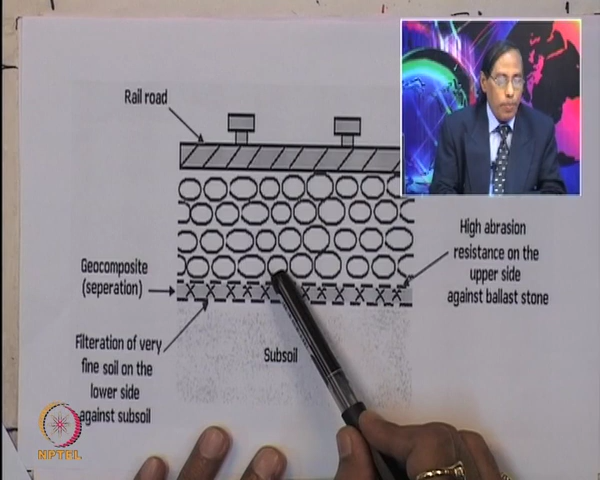 Rail road
High abrasion
resistance on the
upper side
against ballast stone
Geocomposite
(seperation)
Filteration of very
fine soil on the
lower side
against subsoil
Subsoil
NPTEL